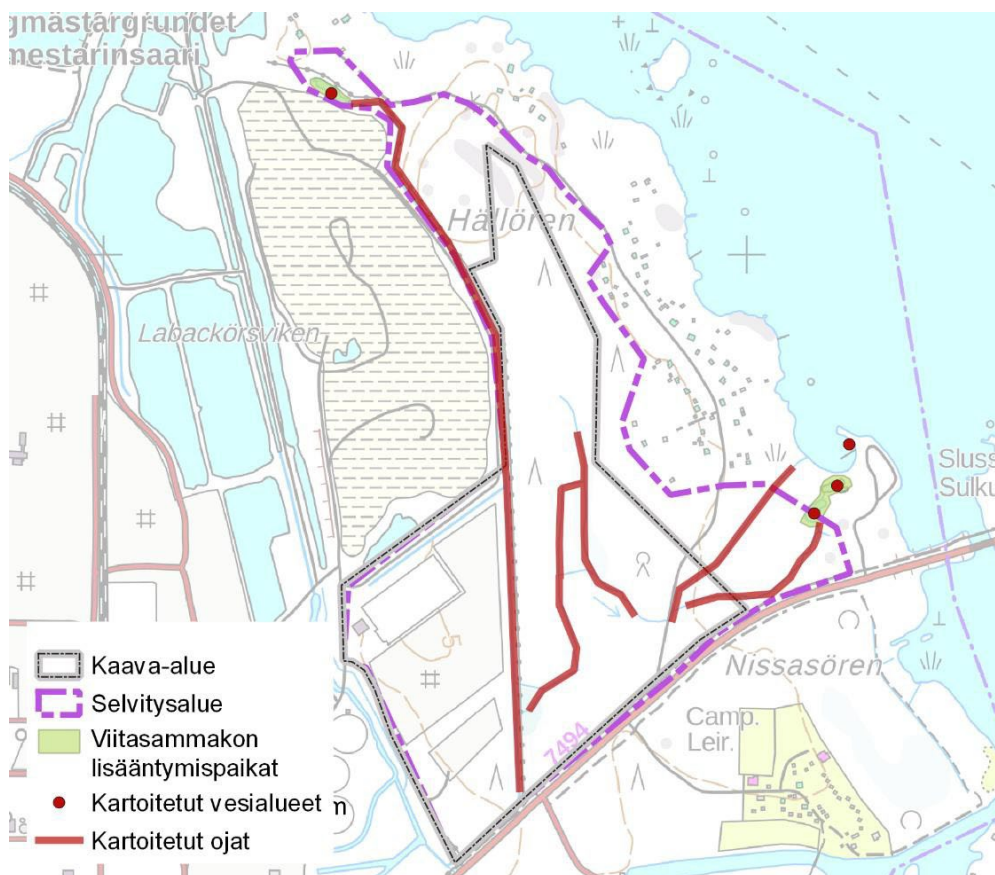 gmästargrundet
mestarinsaari
Hällören
Labackörsviken
Sluss
Sulku
5
Nissasören
7494
Camp.
Leir.
Kaava-alue
Selvitysalue
Viitasammakon
lisääntymispaikat
Kartoitetut vesialueet m
Kartoitetut ojat